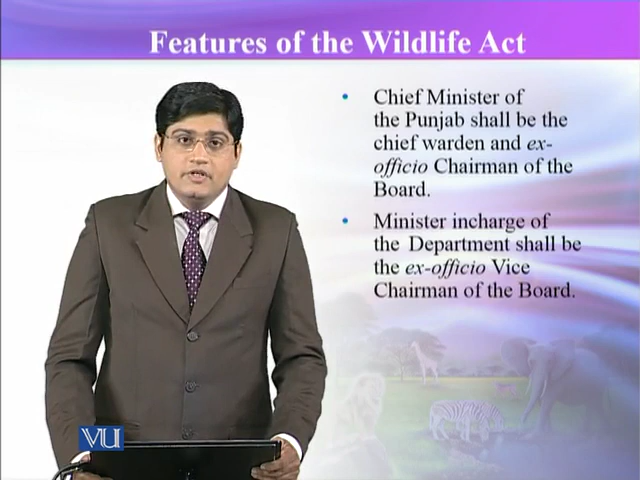 Features of the Wildlife Act
• Chief Minister of
the Punjab shall be the
chief warden and ex-
officio Chairman of the
Board.
• Minister incharge of
the Department shall be
the ex-officio Vice
Chairman of the Board.
VU